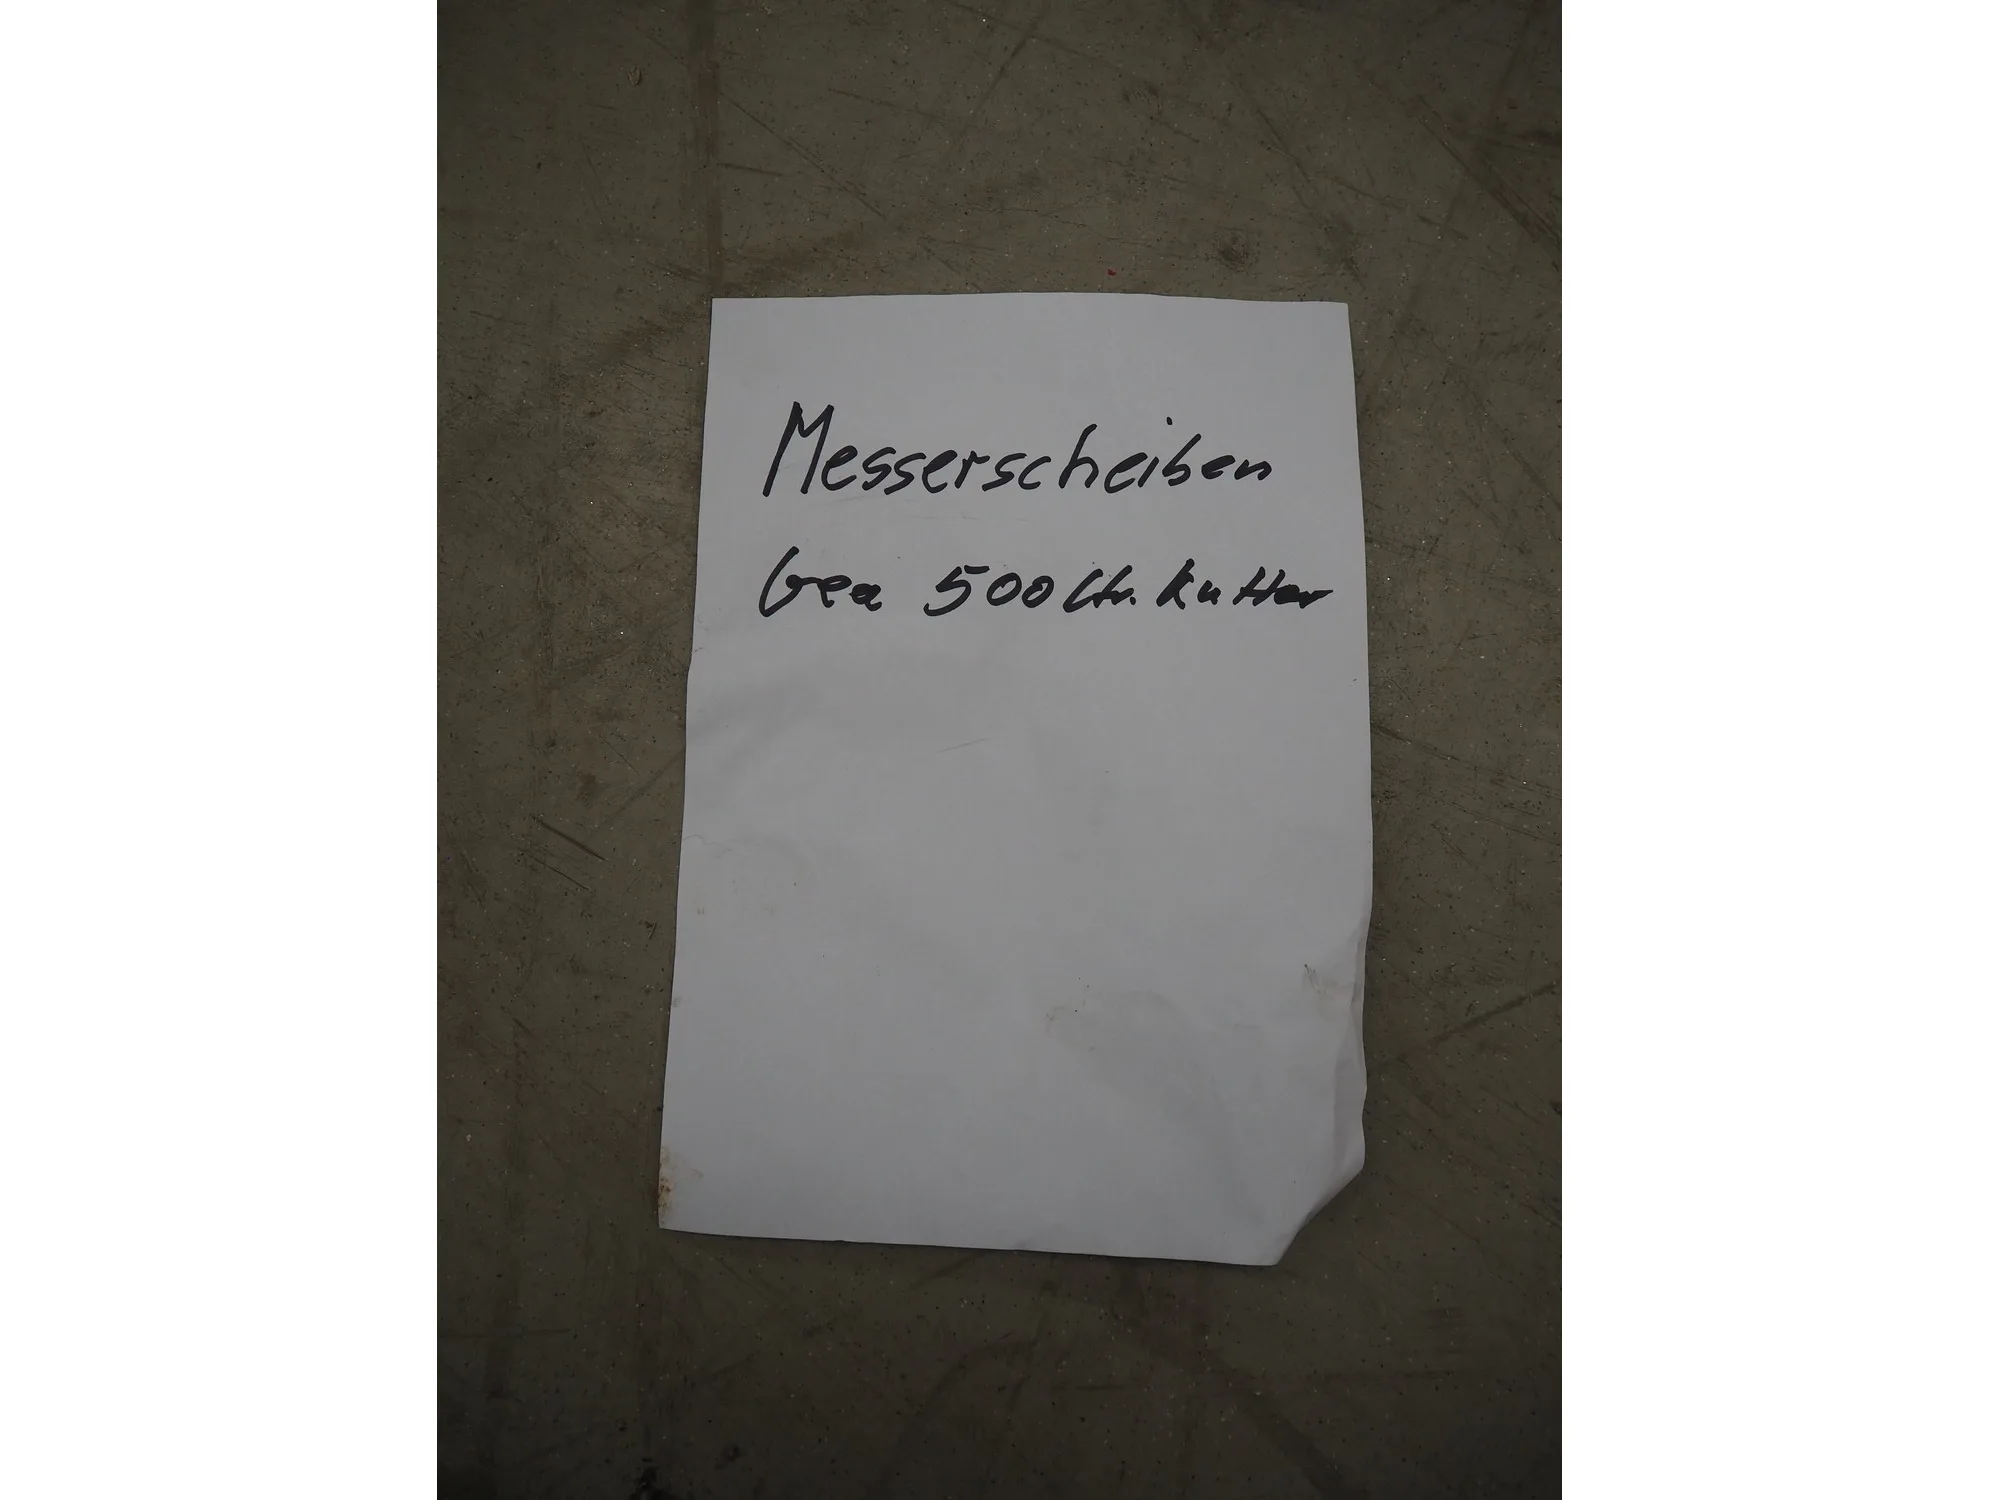 Messerscheiben
Gea 500 Ltr. Kutter